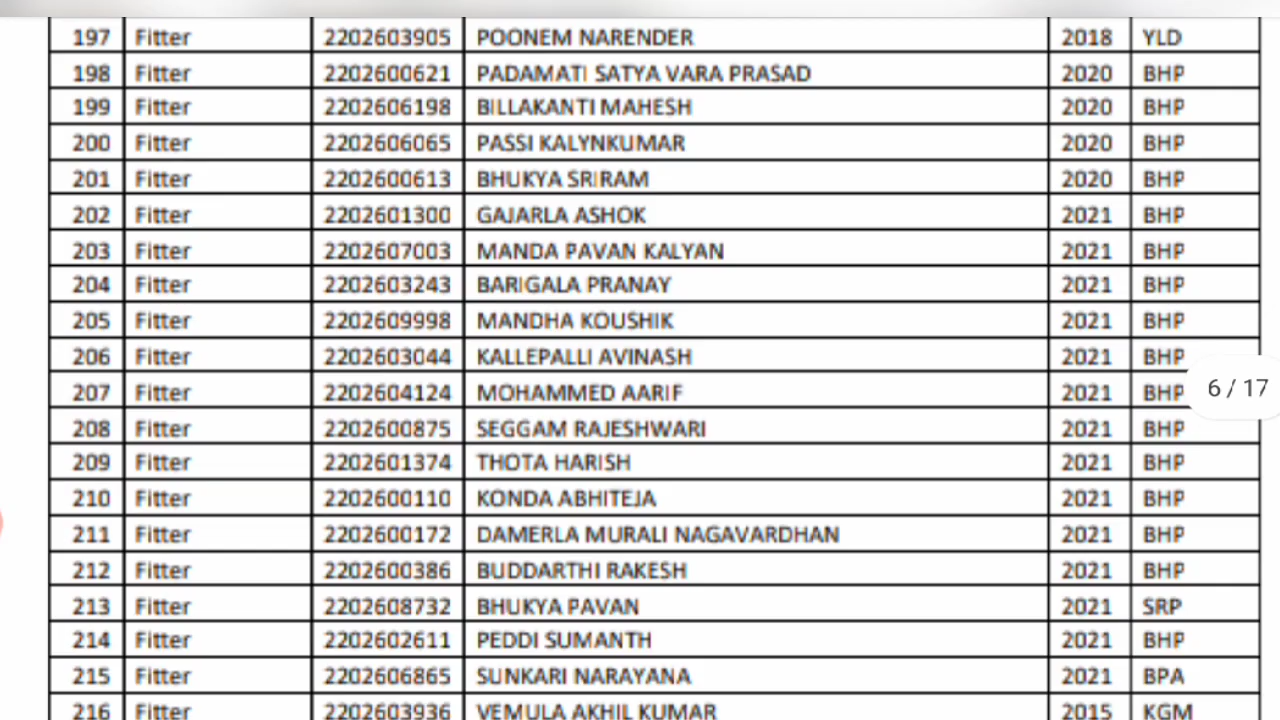 197 Fitter 2202603905 POONEM NARENDER 2018 YLD
198 Fitter 2202600621 PADAMATI SATYA VARA PRASAD 2020 BHP
199 Fitter 2202606198 BILLAKANTI MAHESH 2020 BHP
200 Fitter 2202606065 PASSI KALYNKUMAR 2020 BHP
201 Fitter 2202600613 BHUKYA SRIRAM 2020 BHP
202 Fitter 2202601300 GAJARLA ASHOK 2021 BHP
203 Fitter 2202607003 MANDA PAVAN KALYAN 2021 BHP
204 Fitter 2202603243 BARIGALA PRANAY 2021 BHP
205 Fitter 2202609998 MANDHA KOUSHIK 2021 BHP
206 Fitter 2202603044 KALLEPALLI AVINASH 2021 BHP
207 Fitter 2202604124 MOHAMMED AARIF 2021 BHP
6 / 17
208 Fitter 2202600875 SEGGAM RAJESHWARI 2021 BHP
209 Fitter 2202601374 THOTA HARISH 2021 BHP
210 Fitter 2202600110 KONDA ABHITEJA 2021 BHP
211 Fitter 2202600172 DAMERLA MURALI NAGAVARDHAN 2021 BHP
212 Fitter 2202600386 BUDDARTHI RAKESH 2021 BHP
213 Fitter 2202608732 BHUKYA PAVAN 2021 SRP
214 Fitter 2202602611 PEDDI SUMANTH 2021 BHP
215 Fitter 2202606865 SUNKARI NARAYANA 2021 BPA
216 Fitter 2202603936 VEMULA AKHIL KUMAR 2015 KGM